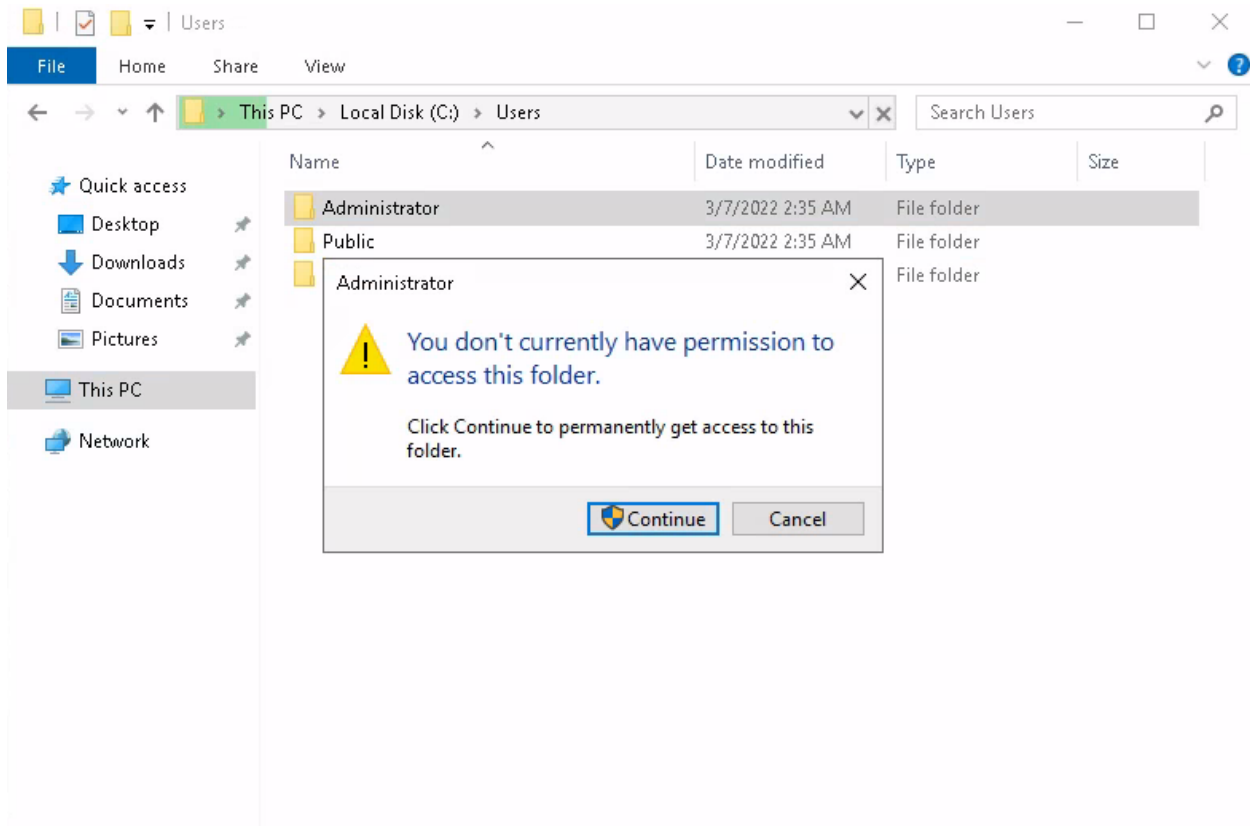 Users
File Home Share View
This PC > Local Disk (C:) > Users
Search Users
Name Date modified Type Size
Quick access
Desktop
Downloads
Documents
Pictures
This PC
Network
Administrator 3/7/2022 2:35 AM File folder
Public 3/7/2022 2:35 AM File folder
File folder
Administrator
You don't currently have permission to
access this folder.
Click Continue to permanently get access to this
folder.
Continue Cancel